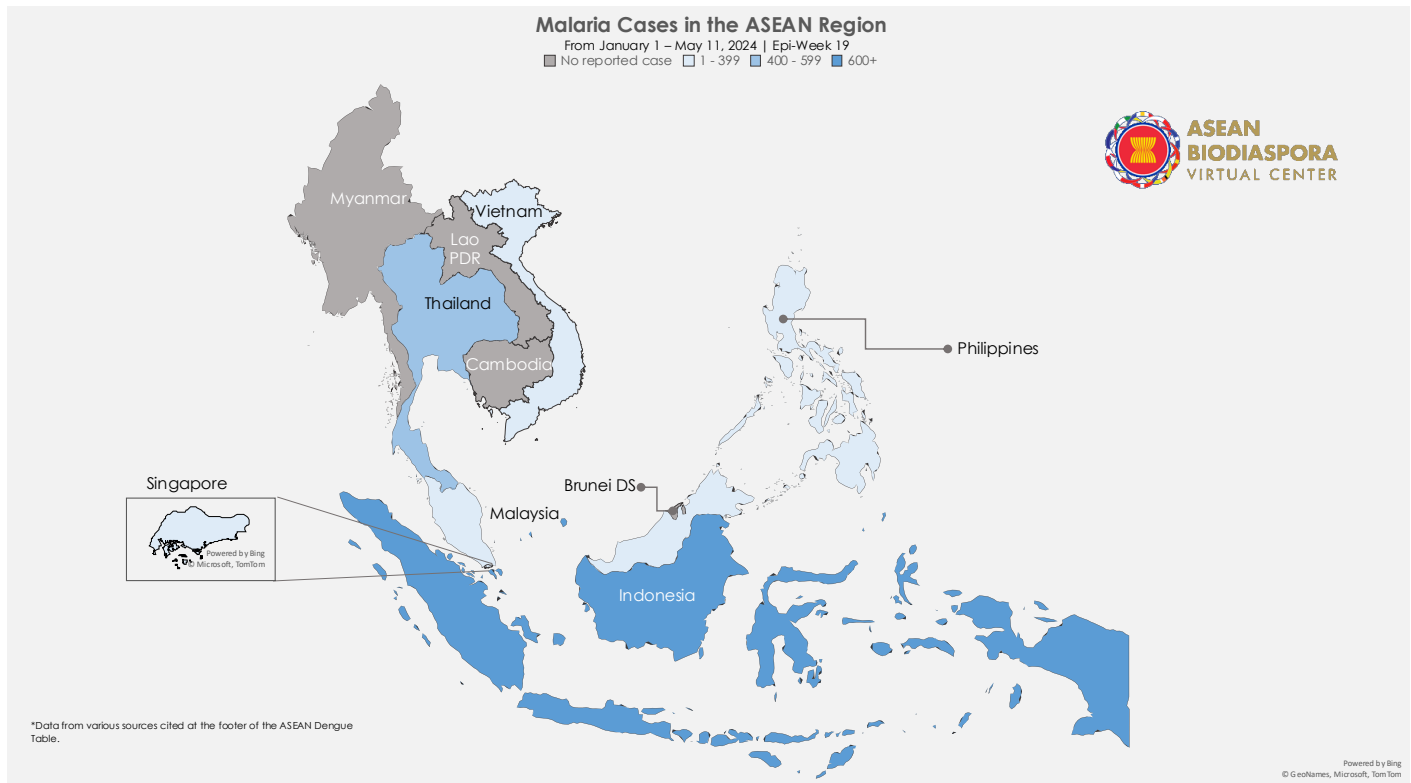 Malaria Cases in the ASEAN Region
From January 1 – May 11, 2024 | Epi-Week 19
No reported case 1 - 399 400 - 599 600+
ASEAN
BIODIASPORA
VIRTUAL CENTER
Myanmar
Vietnam
Lao
PDR
Thailand
Cambodia
Philippines
Singapore
Brunei DS
Malaysia
Powered by Bing
© Microsoft, TomTom
Indonesia
*Data from various sources cited at the footer of the ASEAN Dengue
Table.
Powered by Bing
© GeoNames, Microsoft, TomTom